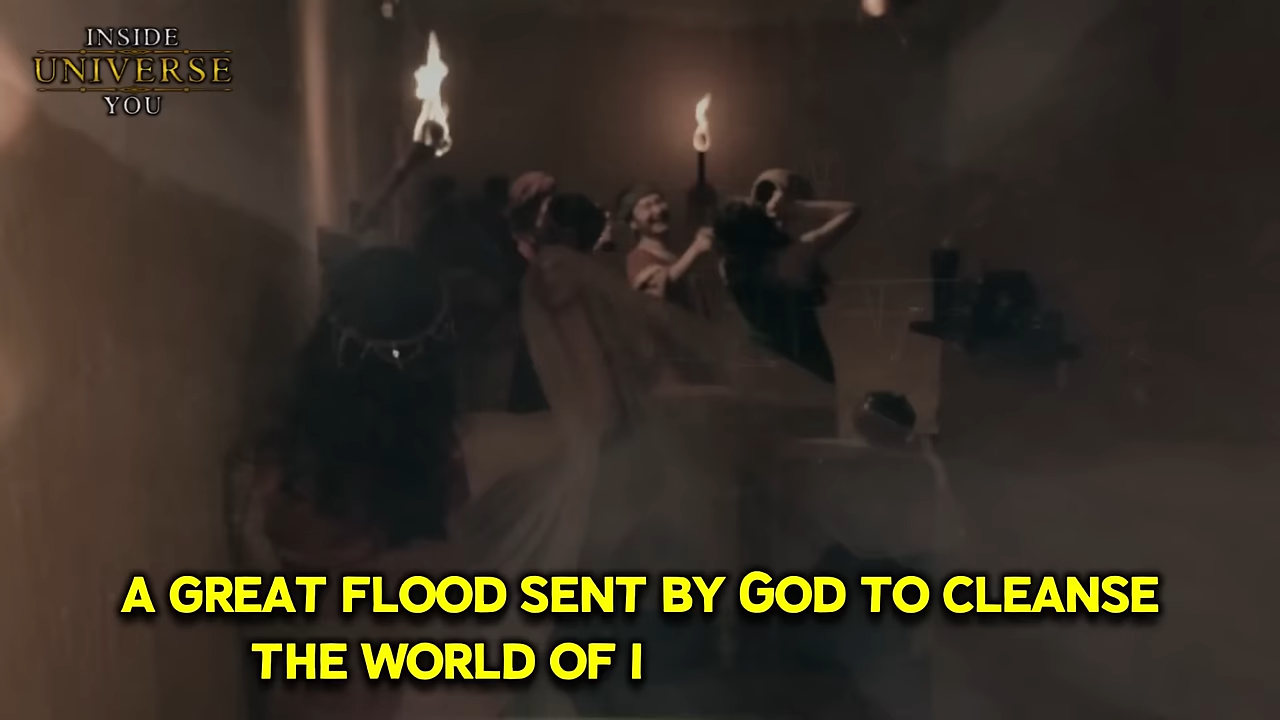 INSIDE
UNIVERSE
YOU
A GREAT FLOOD SENT BY GOD TO CLEANSE
THE WORLD OF I